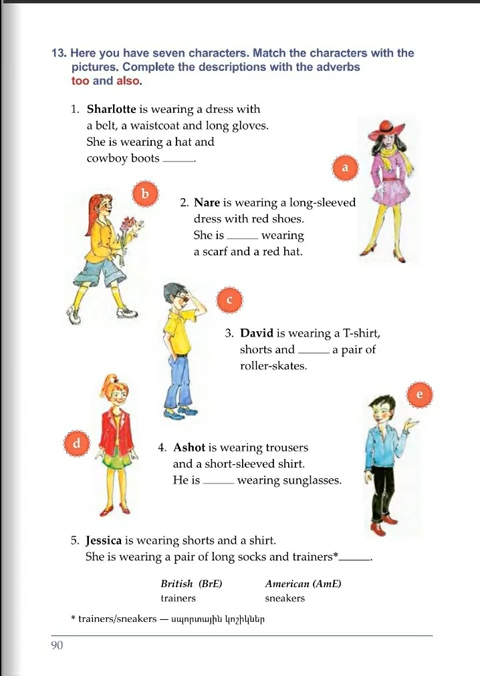 13. Here you have seven characters. Match the characters with the
pictures. Complete the descriptions with the adverbs
too and also.
1. Sharlotte is wearing a dress with
a belt, a waistcoat and long gloves.
She is wearing a hat and
cowboy boots _____.
a
b
2. Nare is wearing a long-sleeved
dress with red shoes.
She is _____ wearing
a scarf and a red hat.
c
3. David is wearing a T-shirt,
shorts and _____ a pair of
roller-skates.
e
d
4. Ashot is wearing trousers
and a short-sleeved shirt.
He is _____ wearing sunglasses.
5. Jessica is wearing shorts and a shirt.
She is wearing a pair of long socks and trainers*_____.
British (BrE) American (AmE)
trainers sneakers
* trainers/sneakers — սպորտային կոշիկներ
90